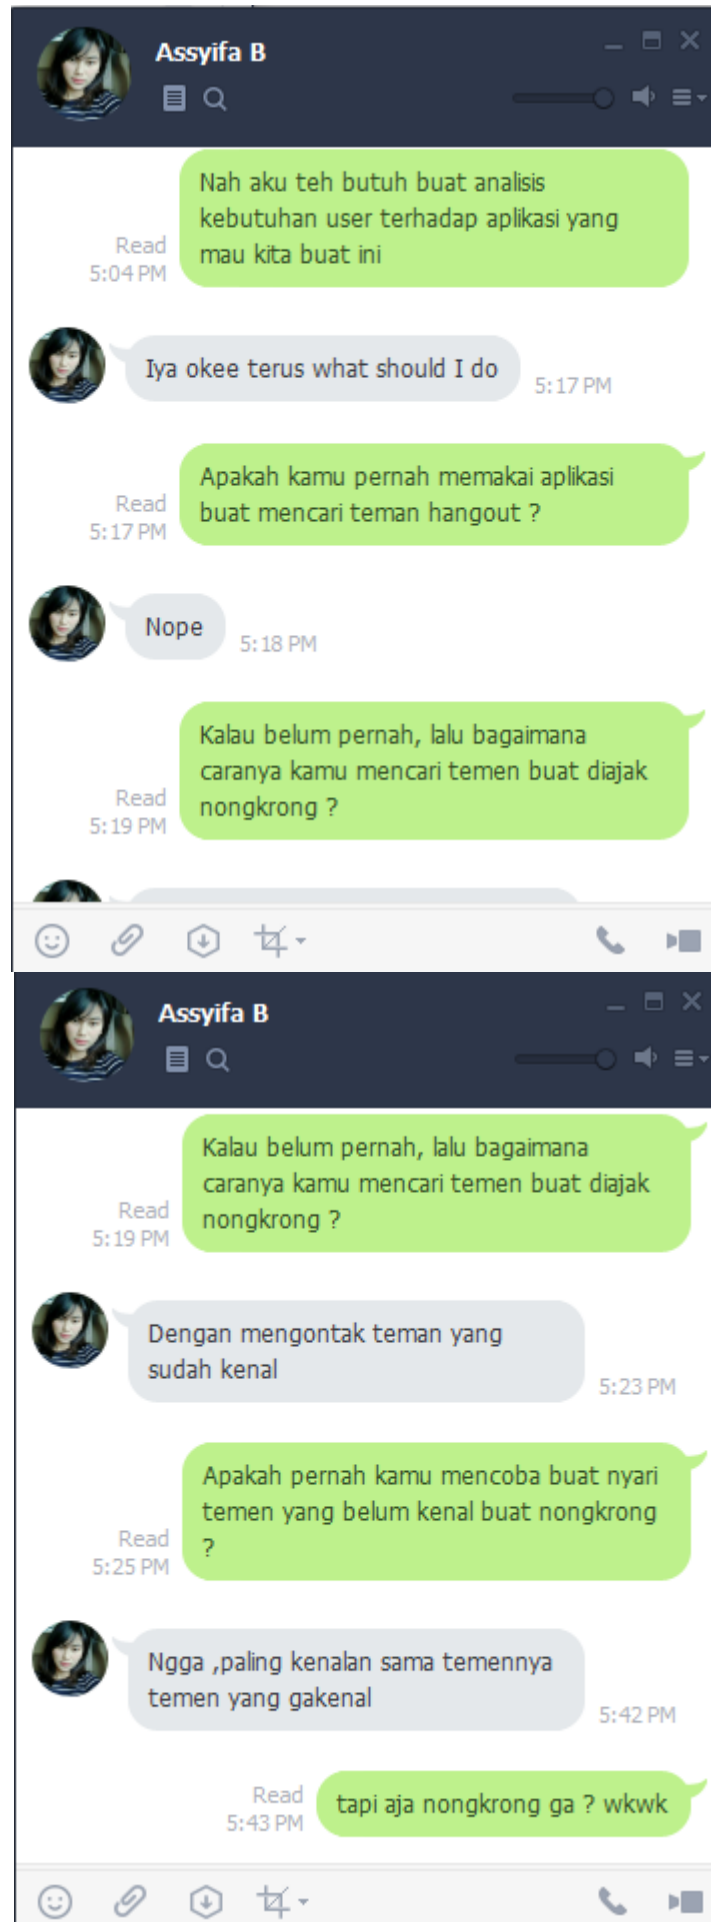 Assyifa B
Nah aku teh butuh buat analisis
kebutuhan user terhadap aplikasi yang
mau kita buat ini
Read
5:04 PM
Iya okee terus what should I do
5:17 PM
Apakah kamu pernah memakai aplikasi
buat mencari teman hangout ?
Read
5:17 PM
Nope
5:18 PM
Kalau belum pernah, lalu bagaimana
caranya kamu mencari temen buat diajak
nongkrong ?
Read
5:19 PM
Assyifa B
Kalau belum pernah, lalu bagaimana
caranya kamu mencari temen buat diajak
nongkrong ?
Read
5:19 PM
Dengan mengontak teman yang
sudah kenal
5:23 PM
Apakah pernah kamu mencoba buat nyari
temen yang belum kenal buat nongkrong
?
Read
5:25 PM
Ngga ,paling kenalan sama temennya
temen yang gakenal
5:42 PM
tapi aja nongkrong ga ? wkwk
Read
5:43 PM